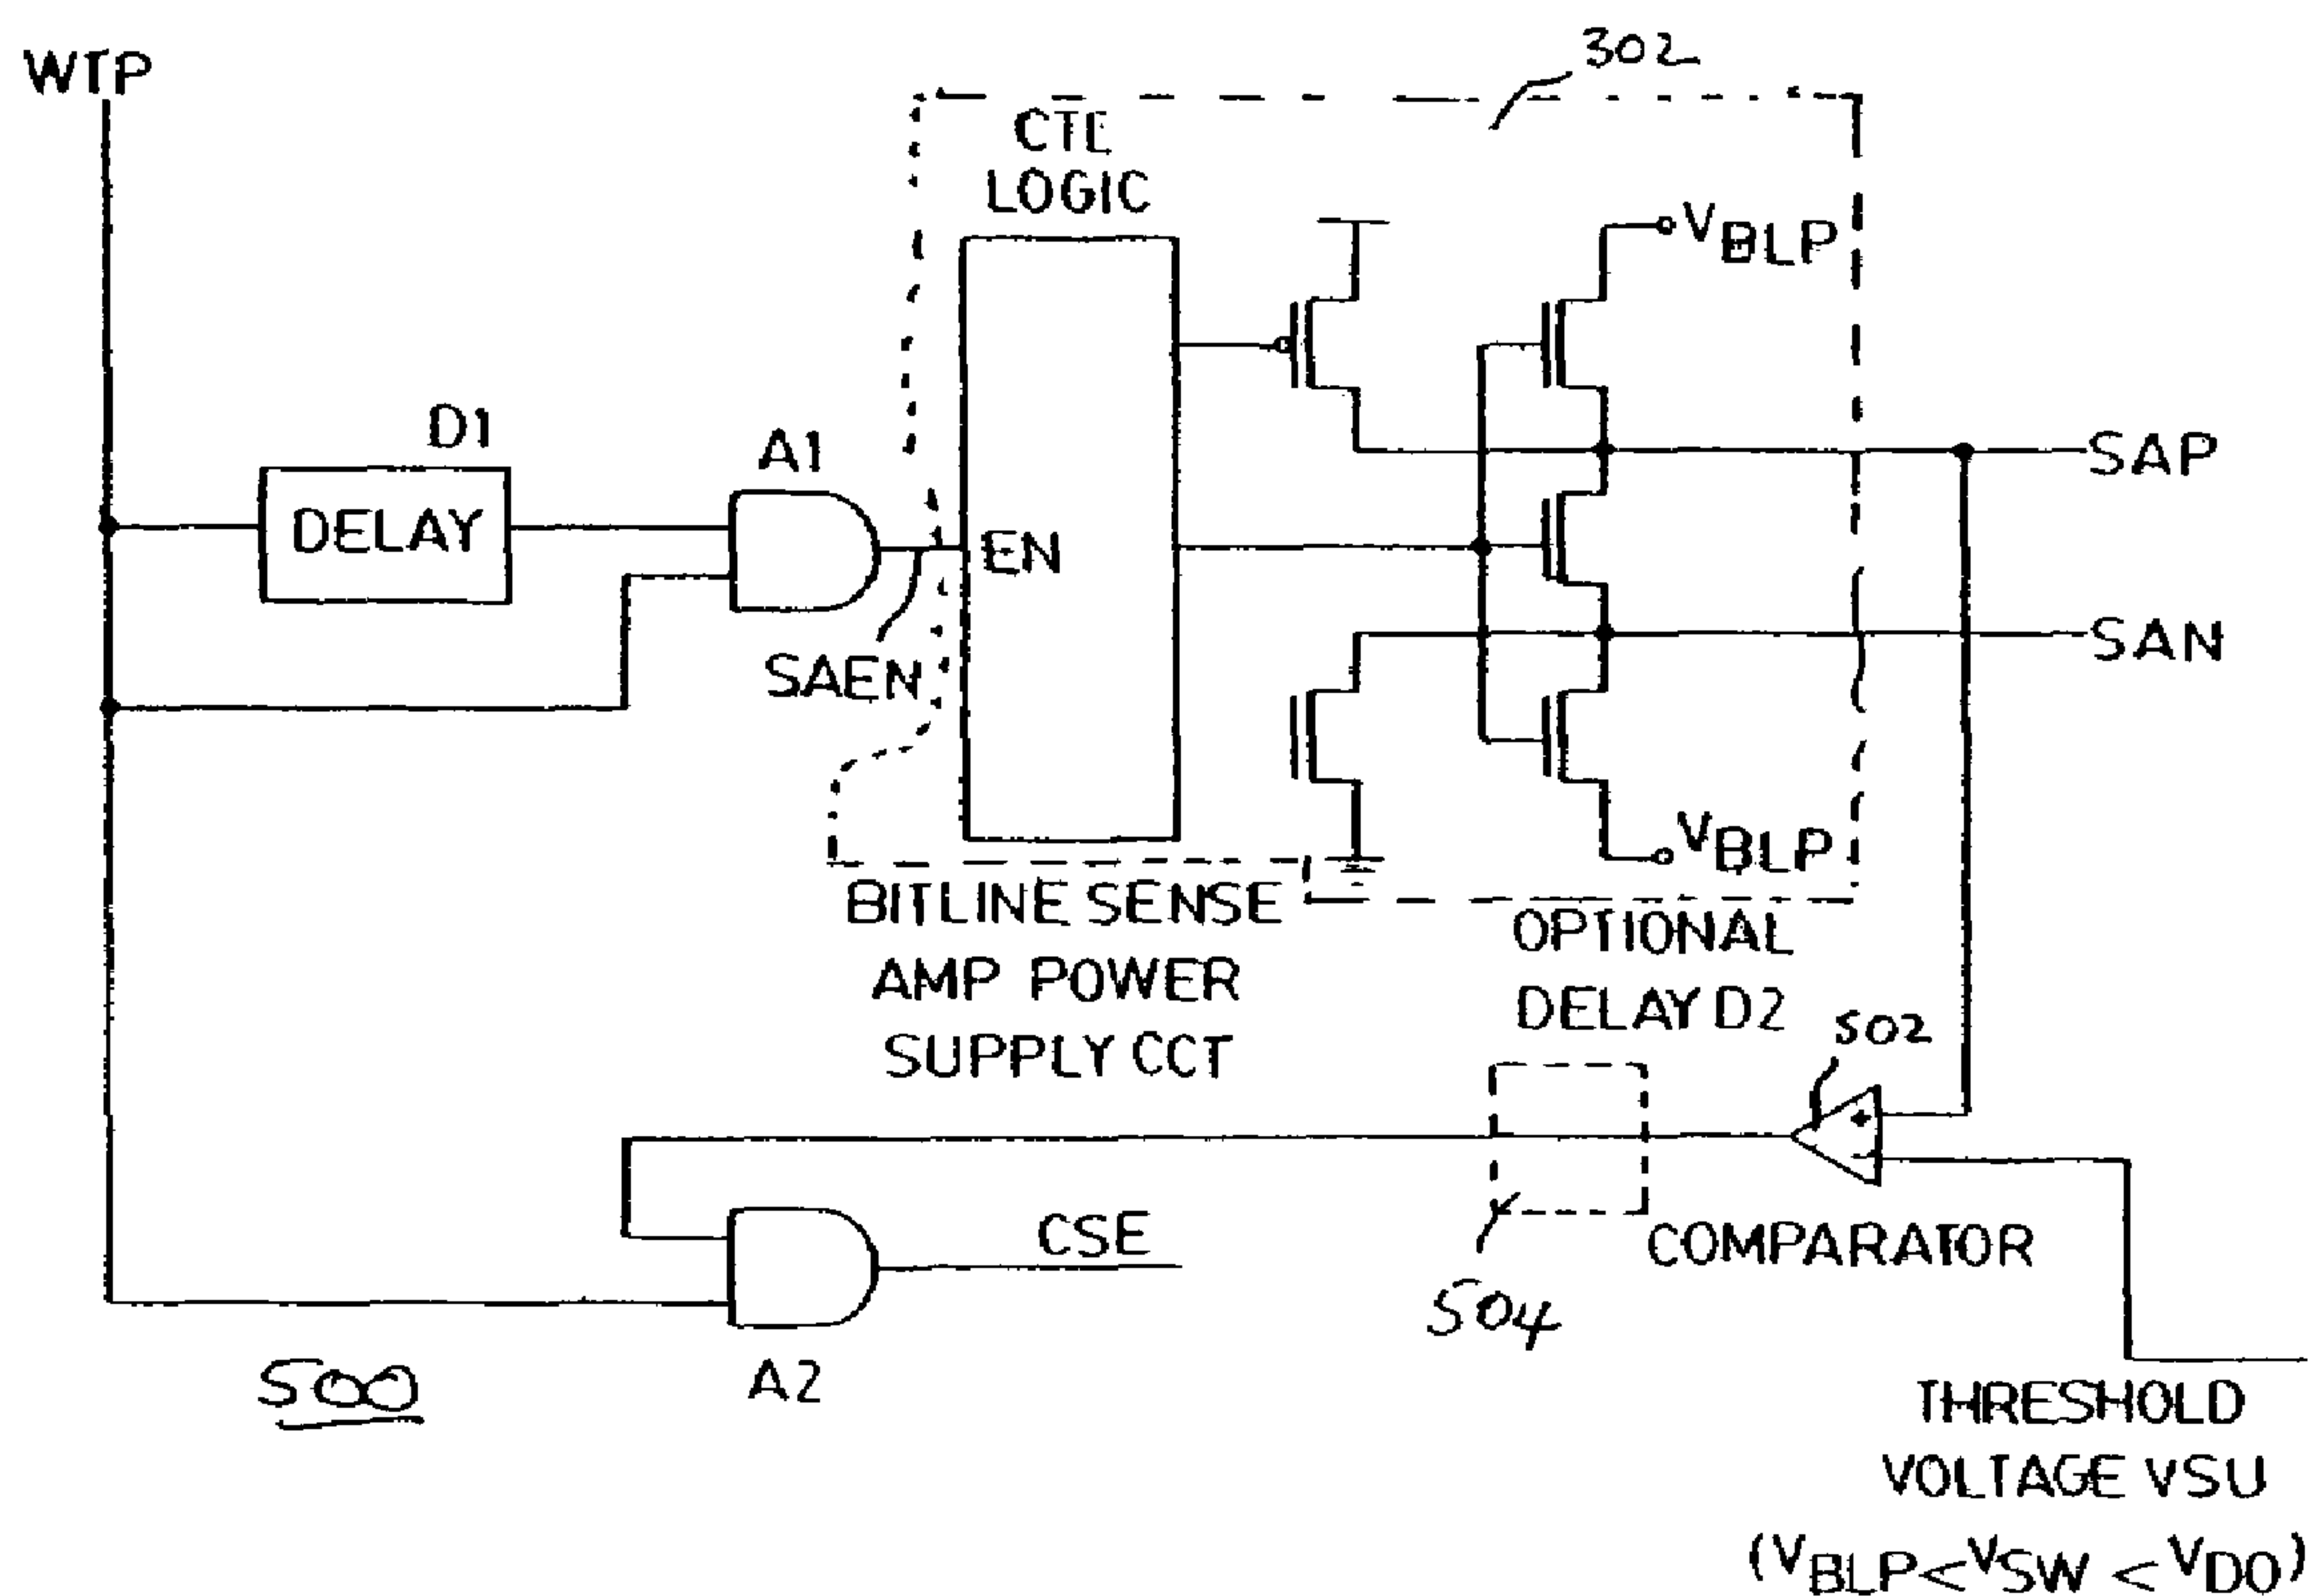 WTP
302
CTL
LOGIC
VBLP
D1
A1
DELAY
EN
SAP
SAEN
SAN
VBLP
BITLINE SENSE
AMP POWER
SUPPLY CCT
OPTIONAL
DELAY D2
502
+
-
COMPARATOR
CSE
504
500
A2
THRESHOLD
VOLTAGE VSU
(VBLP<VSW <VDO)